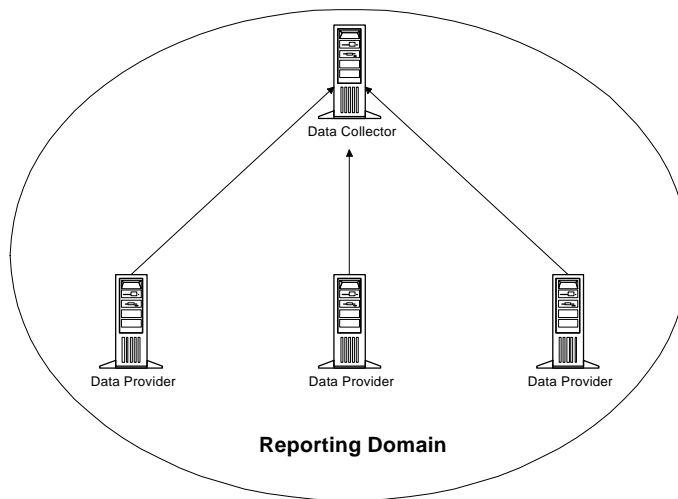 Data Collector
Data Provider
Data Provider
Data Provider
Reporting Domain